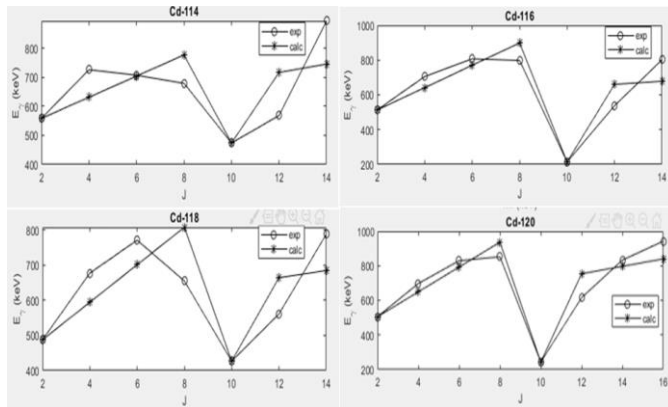 Cd-114
exp
calc
800
700
600
500
400
E_γ (keV)
2 4 6 8 10 12 14
J
Cd-116
exp
calc
1000
800
600
400
200
E_γ (keV)
2 4 6 8 10 12 14
J
Cd-118
exp
calc
800
700
600
500
400
E_γ (keV)
2 4 6 8 10 12 14
J
Cd-120
exp
calc
1000
800
600
400
200
E_γ (keV)
2 4 6 8 10 12 14 16
J